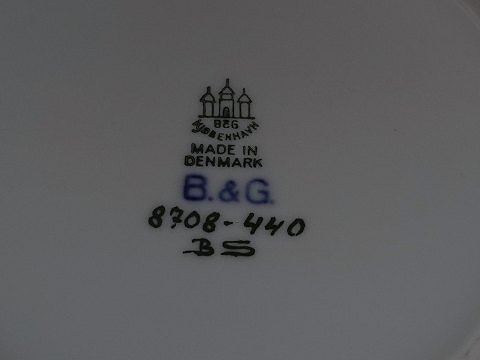 B&G
KJØBENHAVN
MADE IN
DENMARK
B.&G.
8708-440
BS